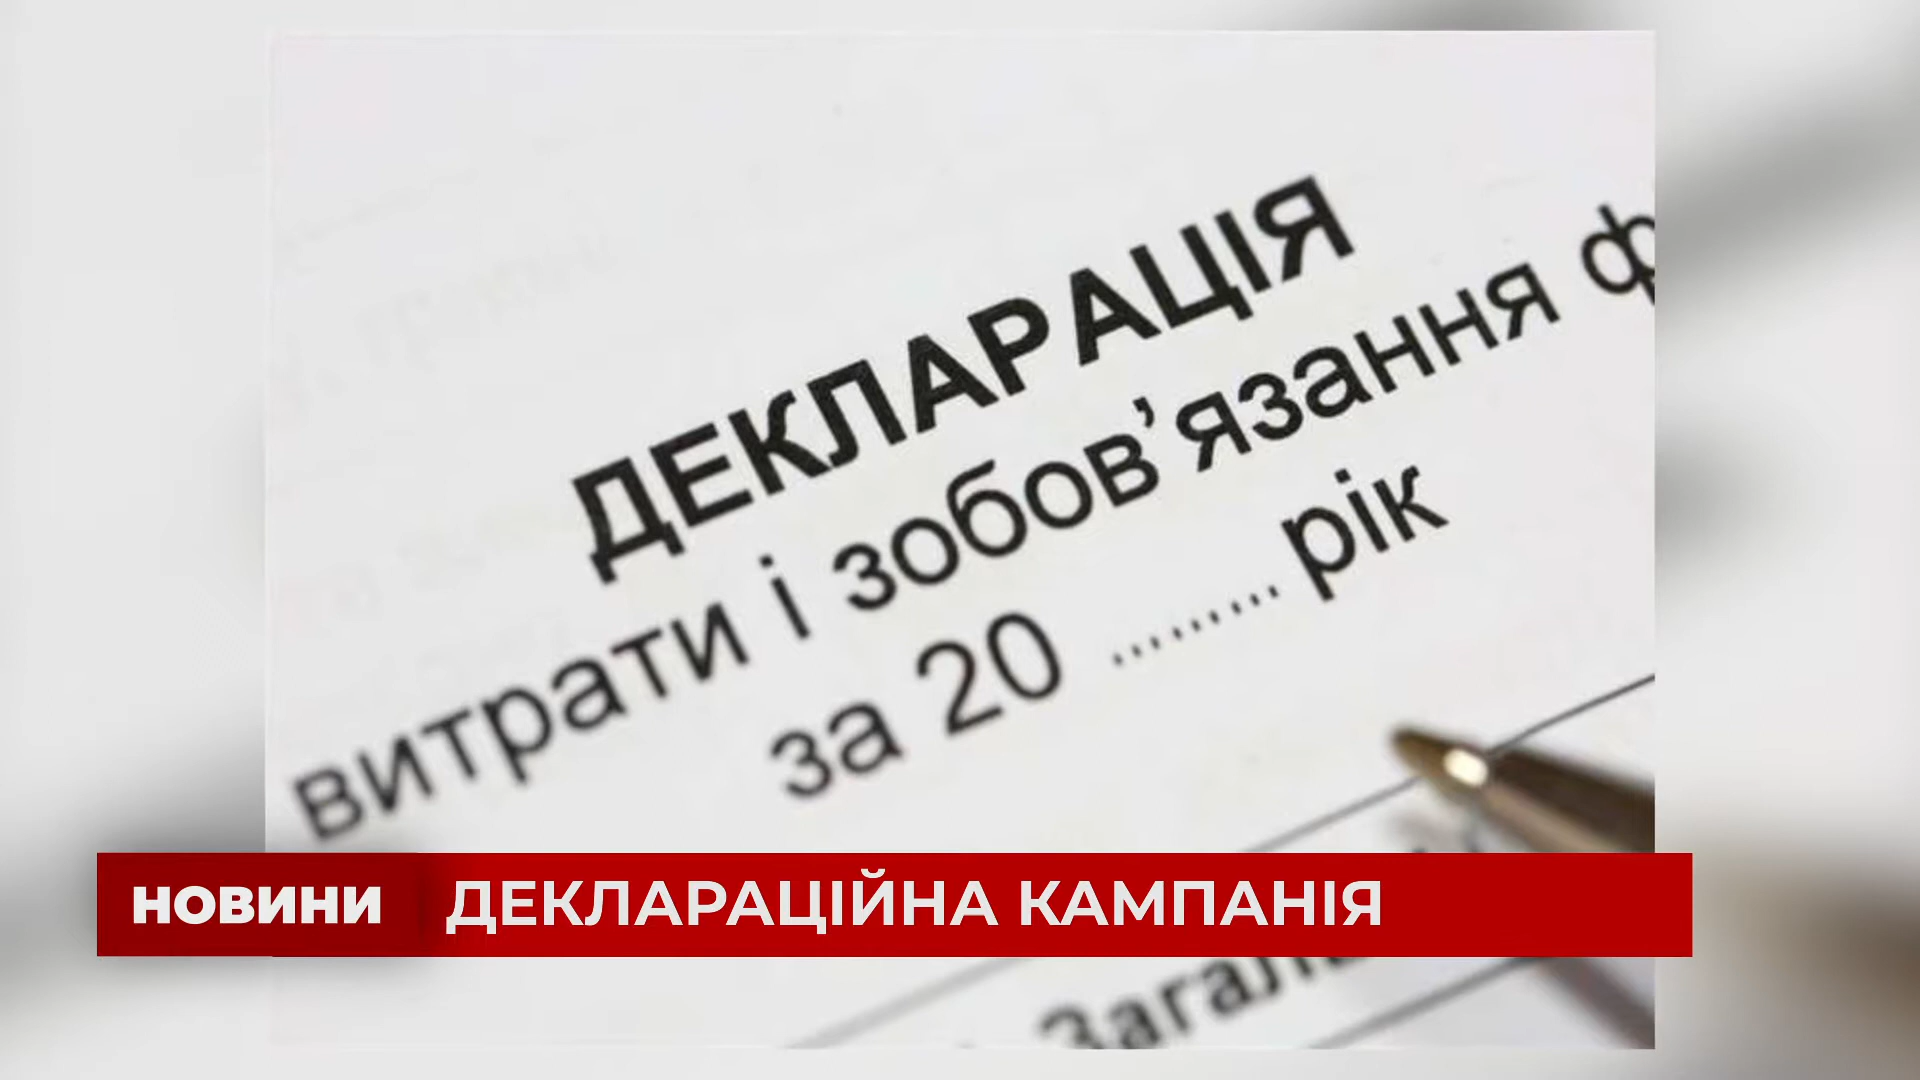 ДЕКЛАРАЦІЯ
витрати і зобов’язання ф
за 20 ......... рік
НОВИНИ ДЕКЛАРАЦІЙНА КАМПАНІЯ